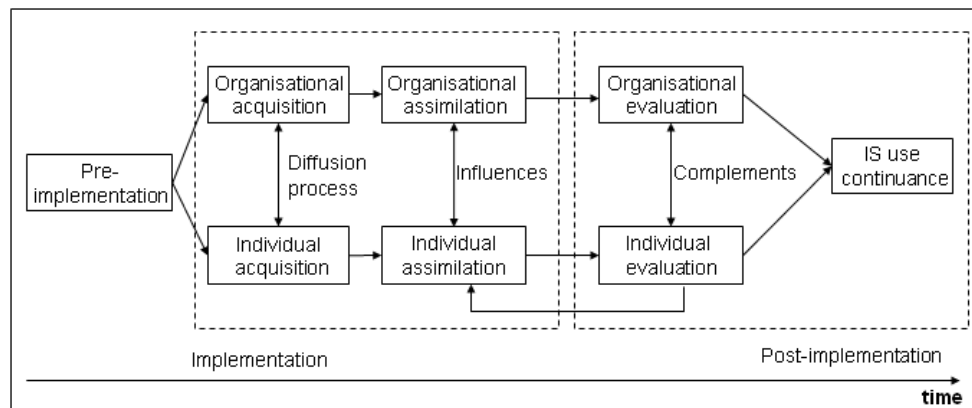 Organisational
acquisition
Organisational
assimilation
Organisational
evaluation
Pre-
implementation
Diffusion
process
Influences
Complements
IS use
continuance
Individual
acquisition
Individual
assimilation
Individual
evaluation
Implementation
Post-implementation
time